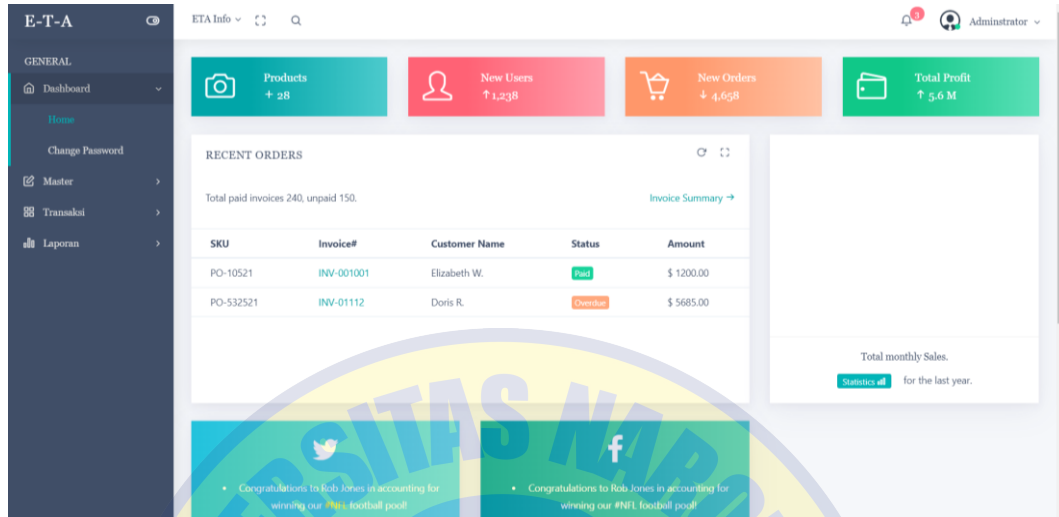 E-T-A
ETA Info
3
Adminstrator
GENERAL
Dashboard
Home
Change Password
Master
Transaksi
Laporan
Products
+ 28
New Users
↑1,238
New Orders
↓ 4,658
Total Profit
↑ 5.6 M
RECENT ORDERS
Total paid invoices 240, unpaid 150.
Invoice Summary →
SKU Invoice# Customer Name Status Amount
PO-10521 INV-001001 Elizabeth W. Paid $ 1200.00
PO-532521 INV-01112 Doris R. Overdue $ 5685.00
Total monthly Sales.
Statistics for the last year.
SITAS NA
• Congratulations to Rob Jones in accounting for
winning our #NFL football pool!
• Congratulations to Rob Jones in accounting for
winning our #NFL football pool!